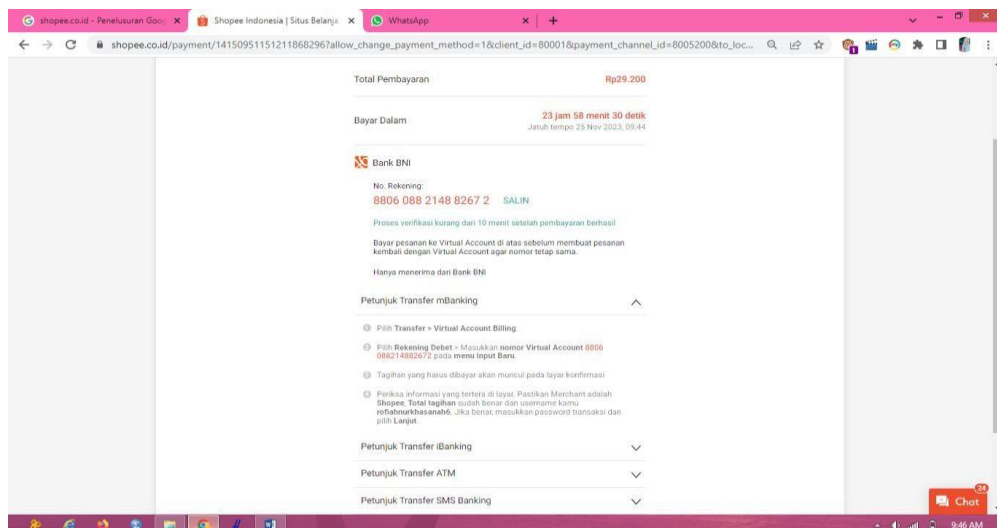 shopee.co.id - Penelusuran Goog
Shopee Indonesia | Situs Belanja
WhatsApp
shopee.co.id/payment/141509511512118682967?allow_change_payment_method=1&client_id=80001&payment_channel_id=8005200&to_loc...
Total Pembayaran Rp29.200
Bayar Dalam 23 jam 58 menit 30 detik
Jatuh tempo 25 Nov 2023, 09:44
Bank BNI
No. Rekening:
8806 088 2148 8267 2 SALIN
Proses verifikasi kurang dari 10 menit setelah pembayaran berhasil
Bayar pesanan ke Virtual Account di atas sebelum membuat pesanan
kembali dengan Virtual Account agar nomor tetap sama.
Hanya menerima dari Bank BNI
Petunjuk Transfer mBanking
1 Pilih Transfer > Virtual Account Billing.
2 Pilih Rekening Debet > Masukkan nomor Virtual Account 8806
088214882672 pada menu Input Baru.
3 Tagihan yang harus dibayar akan muncul pada layar konfirmasi.
4 Periksa informasi yang tertera di layar. Pastikan Merchant adalah
Shopee, Total tagihan sudah benar dan username kamu
rofiahnurkhasanah6. Jika benar, masukkan password transaksi dan
pilih Lanjut.
Petunjuk Transfer iBanking
Petunjuk Transfer ATM
Petunjuk Transfer SMS Banking
24
Chat
9:46 AM